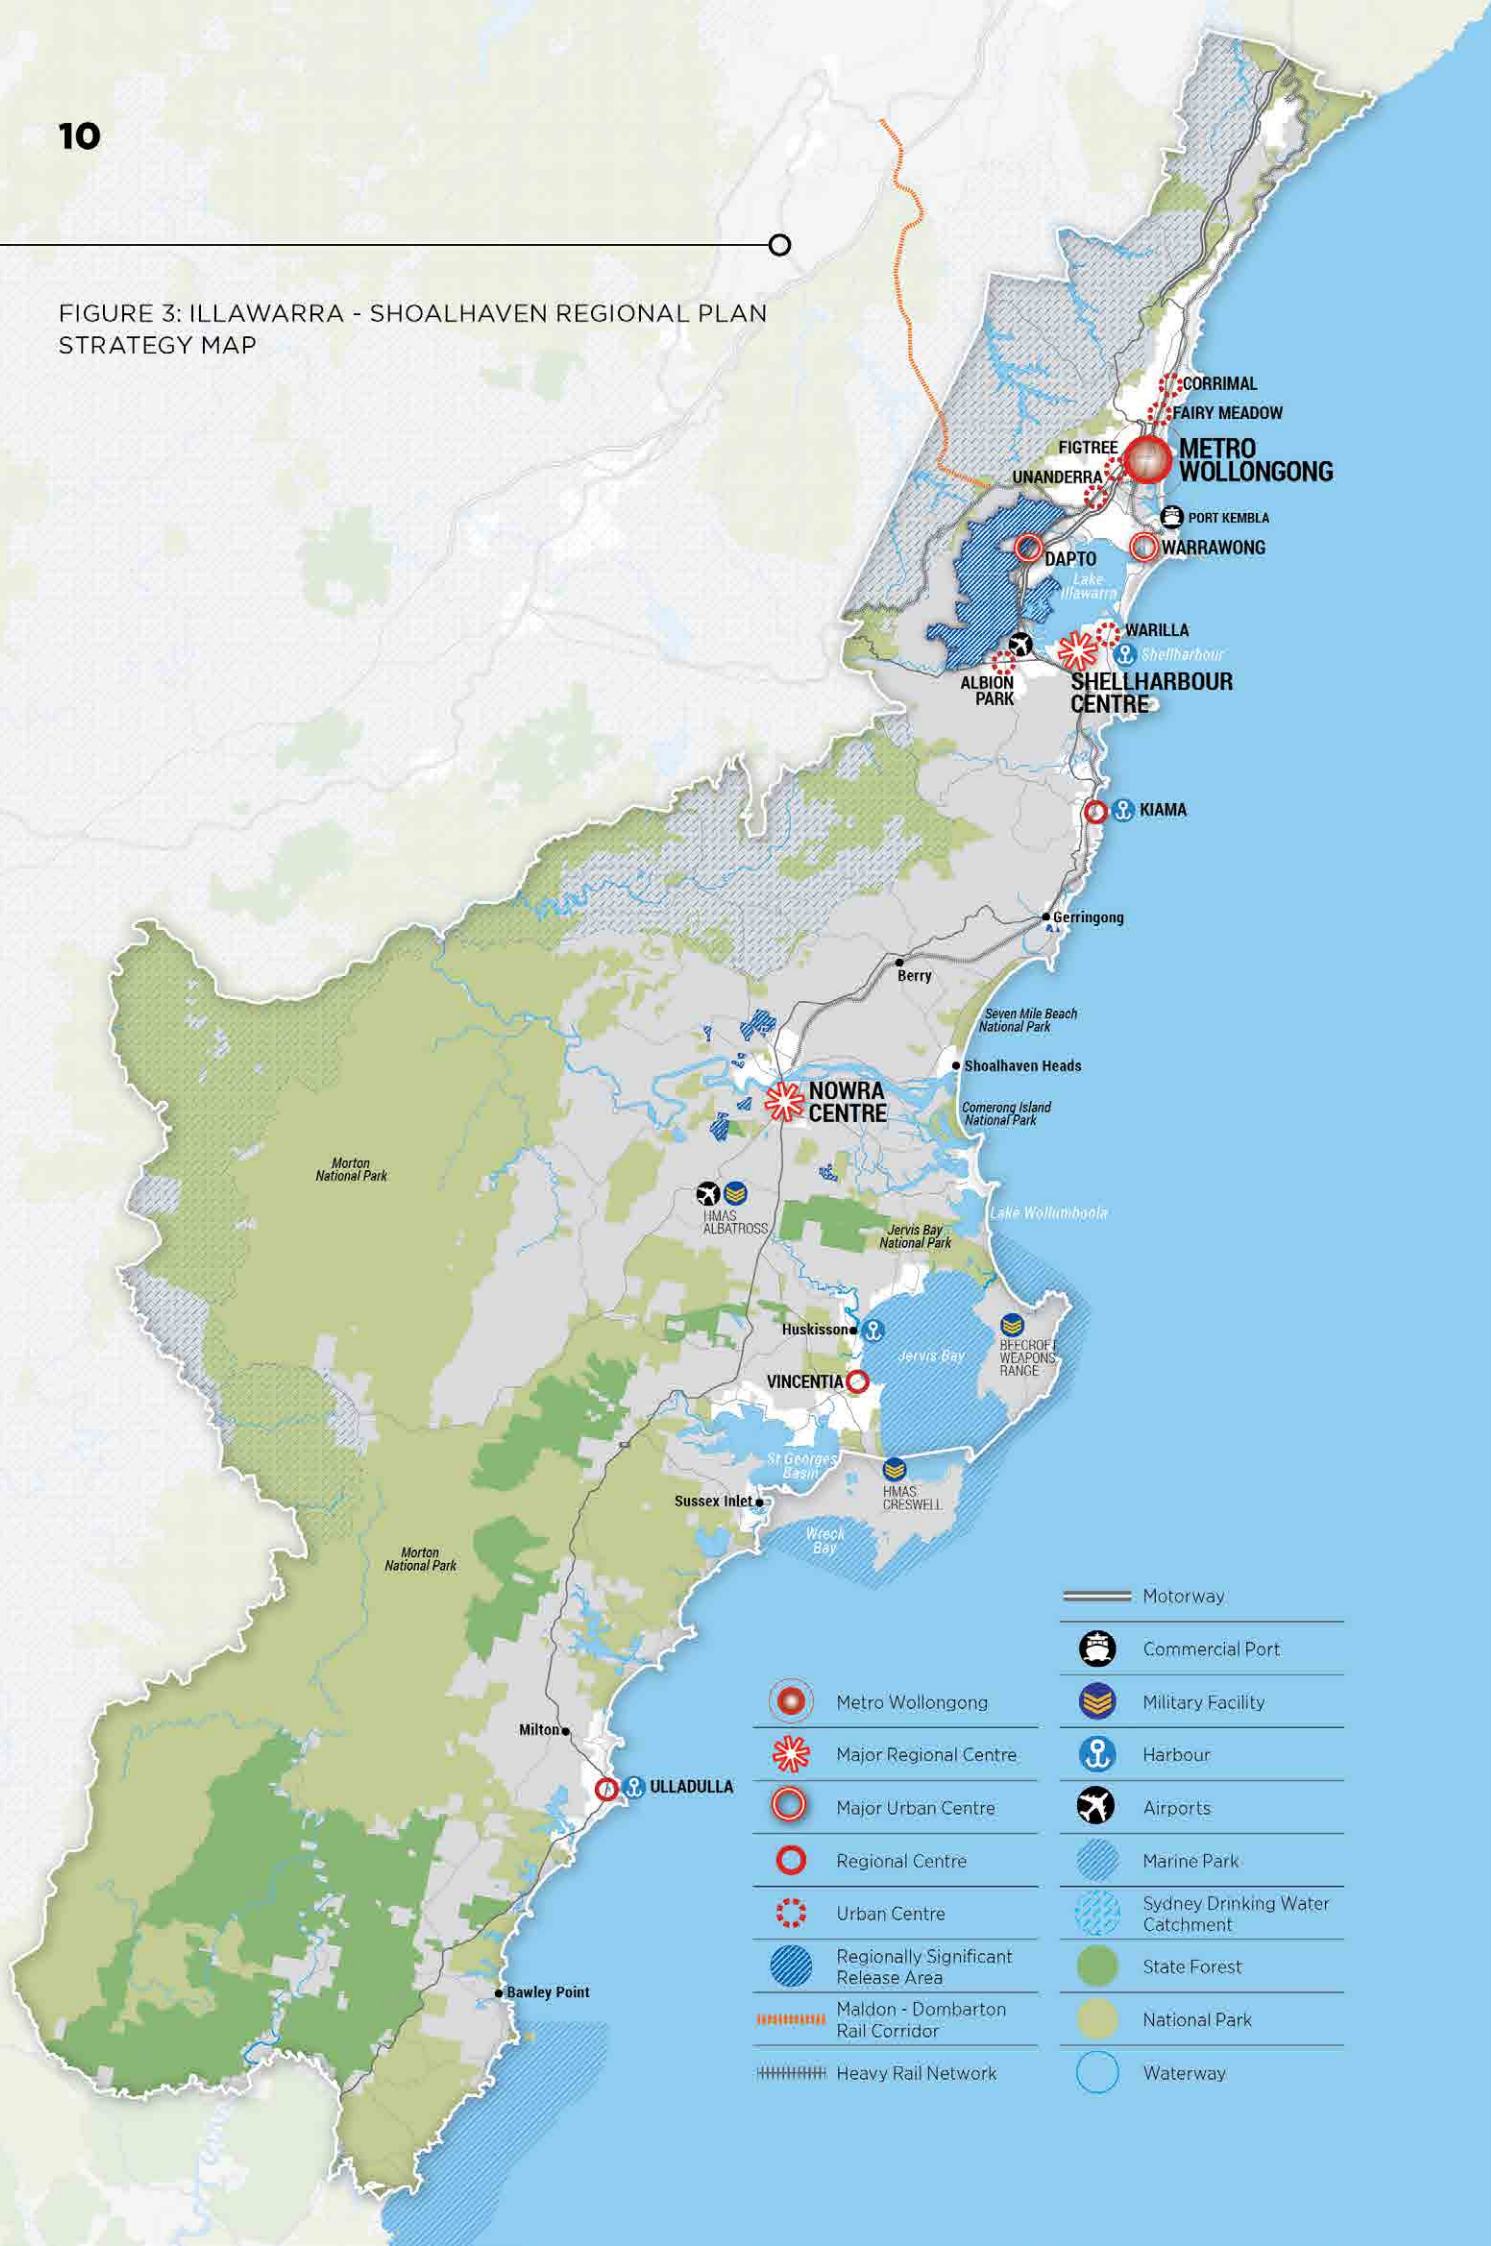 10
FIGURE 3: ILLAWARRA - SHOALHAVEN REGIONAL PLAN
STRATEGY MAP
CORRIMAL
FAIRY MEADOW
FIGTREE
METRO
WOLLONGONG
UNANDERRA
PORT KEMBLA
WARRAWONG
DAPTO
Lake
Illawarra
WARILLA
Shellharbour
ALBION
PARK
SHELLHARBOUR
CENTRE
KIAMA
Gerringong
Berry
Seven Mile Beach
National Park
Shoalhaven Heads
NOWRA
CENTRE
Comerong Island
National Park
Morton
National Park
HMAS
ALBATROSS
Lake Wollumboola
Jervis Bay
National Park
Huskisson
Jervis Bay
BEECROFT
WEAPONS
RANGE
VINCENTIA
St Georges
Basin
HMAS
CRESWELL
Sussex Inlet
Wreck
Bay
Morton
National Park
Milton
ULLADULLA
Bawley Point
Metro Wollongong
Major Regional Centre
Major Urban Centre
Regional Centre
Urban Centre
Regionally Significant
Release Area
Maldon - Dombarton
Rail Corridor
Heavy Rail Network
Motorway
Commercial Port
Military Facility
Harbour
Airports
Marine Park
Sydney Drinking Water
Catchment
State Forest
National Park
Waterway